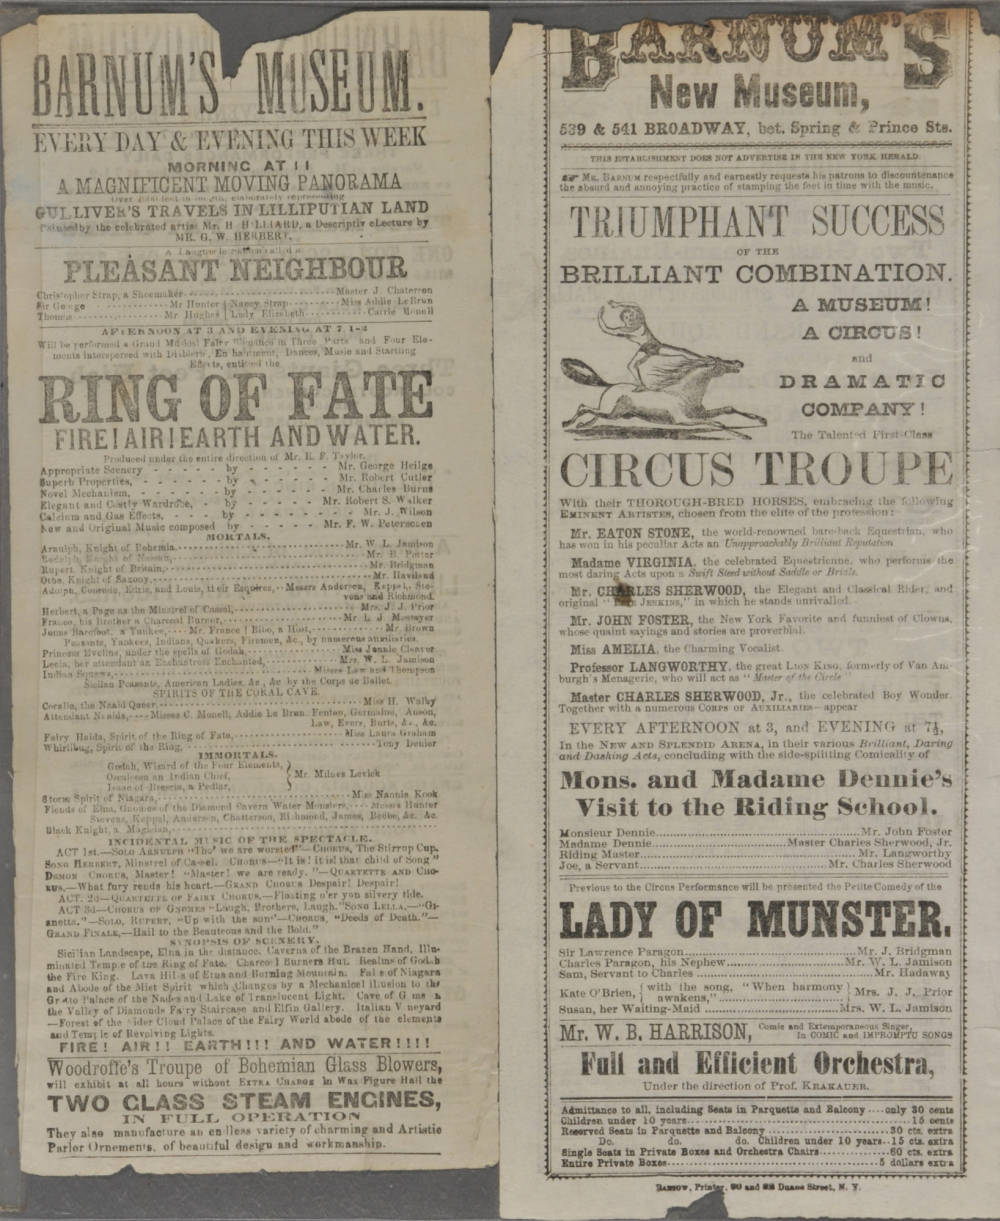 BARNUM'S MUSEUM.
EVERY DAY & EVENING THIS WEEK
MORNING AT 11
A MAGNIFICENT MOVING PANORAMA
Over feet in length, elaborately representing
GULLIVER'S TRAVELS IN LILLIPUTIAN LAND
by the celebrated artist Mr. H. HILLIARD, a Descriptiv eLecture by
MR. G. W. HERBERT.
PLEASANT NEIGHBOUR
Christopher Strap, a Shoemaker Master J. Chaterson
Sir George Mr Hunter | Nancy Strap Miss Addie LeBrun
Thomas Mr Hughes | Lady Elizabeth Carrie Monell
AFTERNOON AT 3 AND EVENING AT 7 1-2
Will be performed a Grand Musical Fairy Romance in Three Parts and Four Ele-
ments interspersed with Diablerie, Enchantment, Dances, Music and Startling
Effects, entitled the
RING OF FATE
FIRE! AIR! EARTH AND WATER.
Produced under the entire direction of Mr. E. F. Taylor.
Appropriate Scenery - - - - - by - - - - - Mr. George Heilge
Superb Properties, - - - - - by - - - - - Mr. Robert Cutler
Novel Mechanism, - - - - - by - - - - - Mr. Charles Burns
Elegant and Costly Wardrobe, - by - - - - Mr. Robert S. Walker
Calcium and Gas Effects, - - - by - - - - - Mr. J. Wilson
New and Original Music composed by - - - - Mr. F. W. Peterschen
MORTALS.
Arnulph, Knight of Bohemia Mr. W. L. Jamison
Rodolph, Knight of Mr. B. Porter
Rupert, Knight of Britain, Mr. Bridgman
Otho, Knight of Saxony Mr. Haviland
Adolph, Edric, and Louis, their Esquires, Messrs Anderson, Keppel, Ste-
vens and Richmond.
Herbert, a Page as the Minstrel of Cassel, Mrs. J. J. Prior
Franco, his Brother a Charcoal Burner, Mr L J Mestayer
Jonas Barefoot, a Yankee, Mr. France | Bibo, a Host, Mr. Brown
Peasants, Yankees, Indians, Quakers, Firemen, &c., by numerous auxiliaries.
Princess Evelina, under the spells of Godah, Miss Jennie Cleaver
Leela, her attendant an Enchantress Enchanted, Mrs. W. L. Jamison
Indian Squaws, Misses Law and Thompson
Sicilian Peasants, American Ladies, &c., &c by the Corps de Ballet.
SPIRITS OF THE CORAL CAVE.
Coralie, the Naiad Queen, Miss H. Walby
Attendant Naiads, Misses C. Monell, Addie Le Brun Fenton, Germaine, Anson,
Law, Evers, Burts, &c., &c.
Fairy Haida, Spirit of the Ring of Fate, Miss Laura Graham
Whirlibug, Spirit of the Ring, Tony Denier
IMMORTALS.
Godah, Wizard of the Four Elements, }
Osceleesn an Indian Chief, } Mr. Milnes Levick
Isaac of Brescia, a Pedlar, }
Storm Spirit of Niagara, Miss Nannie Kook
Fiends of Etna, Gnomes of the Diamond Cavern Water Monsters, Messrs Hunter
Stevens, Keppel, Anderson, Chatterson, Richmond, James, Beebe, &c. &c.
Black Knight, a Magician,
INCIDENTAL MUSIC OF THE SPECTACLE.
ACT 1st.—SOLO ARNULPH "Tho' we are worsted"—CHORUS, The Stirrup Cup.
SONG HERBERT, Minstrel of Cassel. CHORUS—"It is! it is! that child of Song"
DEMON CHORUS, Master! "Master! we are ready."—QUARTETTE AND CHO-
RUS,—What fury rends his heart.—GRAND CHORUS Despair! Despair!
ACT. 2d—QUARTETTE OF FAIRY CHORUS.—Floating o'er yon silvery tide.
ACT 3d—CHORUS OF GNOMES "Laugh, Brothers, Laugh."SONG LELLA,—"Gi-
anetta."—SOLO, RUPERT, "Up with the sun"—CHORUS, "Deeds of Death."—
GRAND FINALE,—Hail to the Beauteous and the Bold."
SYNOPSIS OF SCENERY.
Sicilian Landscape, Etna in the distance. Caverns of the Brazen Hand, Illu-
minated Temple of the Ring of Fate. Charcoal Burners Hut. Realms of Godah
the Fire King. Lava Hills of Etna and Burning Mountain. Falls of Niagara
and Abode of the Mist Spirit which Changes by a Mechanical Illusion to the
Grotto Palace of the Nades and Lake of Translucent Light. Cave of Gnomes &
the Valley of Diamonds Fairy Staircase and Elfin Gallery. Italian Vineyard
—Forest of the Cloud Palace of the Fairy World abode of the elements
and Temple of Revolving Lights.
FIRE! AIR!! EARTH!!! AND WATER!!!!
Woodroffe's Troupe of Bohemian Glass Blowers,
will exhibit at all hours without EXTRA CHARGE in Wax Figure Hall the
TWO GLASS STEAM ENGINES,
IN FULL OPERATION
They also manufacture an endless variety of charming and Artistic
Parlor Ornements, of beautiful design and workmanship.
BARNUM'S
New Museum,
539 & 541 BROADWAY, bet. Spring & Prince Sts.
THIS ESTABLISHMENT DOES NOT ADVERTISE IN THE NEW YORK HERALD.
☞ MR. BARNUM respectfully and earnestly requests his patrons to discountenance
the absurd and annoying practice of stamping the feet in time with the music.
TRIUMPHANT SUCCESS
OF THE
BRILLIANT COMBINATION.
A MUSEUM!
A CIRCUS!
and
DRAMATIC
COMPANY!
The Talented First Class
CIRCUS TROUPE
With their THOROUGH-BRED HORSES, embracing the following
EMINENT ARTISTES, chosen from the elite of the profession:
Mr. EATON STONE, the world-renowned bare-back Equestrian, who
has won in his peculiar Acts an Unapproachably Brilliant Reputation
Madame VIRGINIA, the celebrated Equestrienne, who performs the
most daring Acts upon a Swift Steed without Saddle or Bridle.
Mr. CHARLES SHERWOOD, the Elegant and Classical Rider, and
original " JENKINS," in which he stands unrivalled.
Mr. JOHN FOSTER, the New York Favorite and funniest of Clowns,
whose quaint sayings and stories are proverbial.
Miss AMELIA, the Charming Vocalist.
Professor LANGWORTHY, the great LION KING, formerly of Van Am-
burgh's Menagerie, who will act as "Master of the Circle"
Master CHARLES SHERWOOD, Jr., the celebrated Boy Wonder.
Together with a numerous CORPS OF AUXILIARIES—appear
EVERY AFTERNOON at 3, and EVENING at 7½,
In the NEW AND SPLENDID ARENA, in their various Brilliant, Daring
and Dashing Acts, concluding with the side-splitting Comicality of
Mons. and Madame Dennie's
Visit to the Riding School.
Monsieur Dennie Mr. John Foster
Madame Dennie Master Charles Sherwood, Jr.
Riding Master Mr. Langworthy
Joe, a Servant Mr. Charles Sherwood
Previous to the Circus Performance will be presented the Petite Comedy of the
LADY OF MUNSTER.
Sir Lawrence Paragon Mr. J. Bridgman
Charles Paragon, his Nephew Mr. W. L. Jamison
Sam, Servant to Charles Mr. Hadaway
Kate O'Brien, { with the song, "When harmony awakens," } Mrs. J. J. Prior
Susan, her Waiting-Maid Mrs. W. L. Jamison
Mr. W. B. HARRISON, Comic and Extemporaneous Singer, In COMIC and IMPROMPTU SONGS
Full and Efficient Orchestra,
Under the direction of Prof. KRAKAUER.
Admittance to all, including Seats in Parquette and Balcony....only 30 cents
Children under 10 years 15 cents
Reserved Seats in Parquette and Balcony 30 cts. extra
Do. do. do. Children under 10 years..15 cts. extra
Single Seats in Private Boxes and Orchestra Chairs 60 cts. extra
Entire Private Boxes 5 dollars extra
BARROW, Printer, 90 and 92 Duane Street, N. Y.